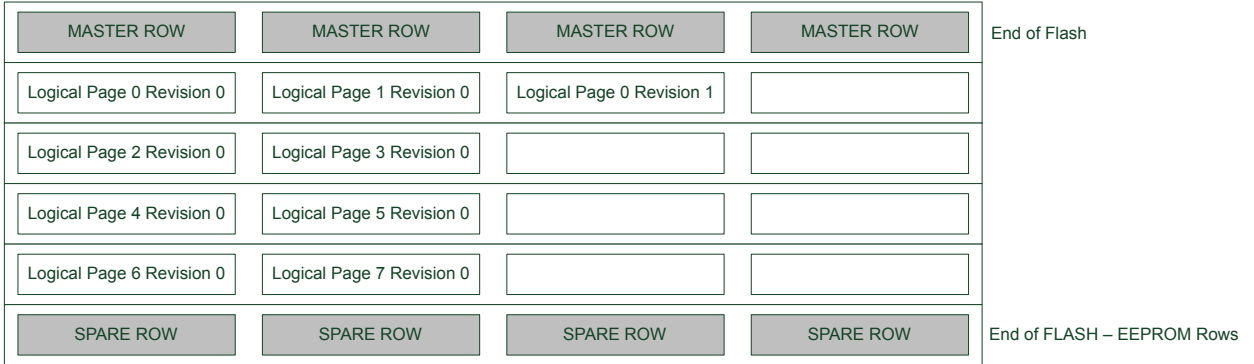 MASTER ROW MASTER ROW MASTER ROW MASTER ROW End of Flash
Logical Page 0 Revision 0 Logical Page 1 Revision 0 Logical Page 0 Revision 1
Logical Page 2 Revision 0 Logical Page 3 Revision 0
Logical Page 4 Revision 0 Logical Page 5 Revision 0
Logical Page 6 Revision 0 Logical Page 7 Revision 0
SPARE ROW SPARE ROW SPARE ROW SPARE ROW End of FLASH – EEPROM Rows